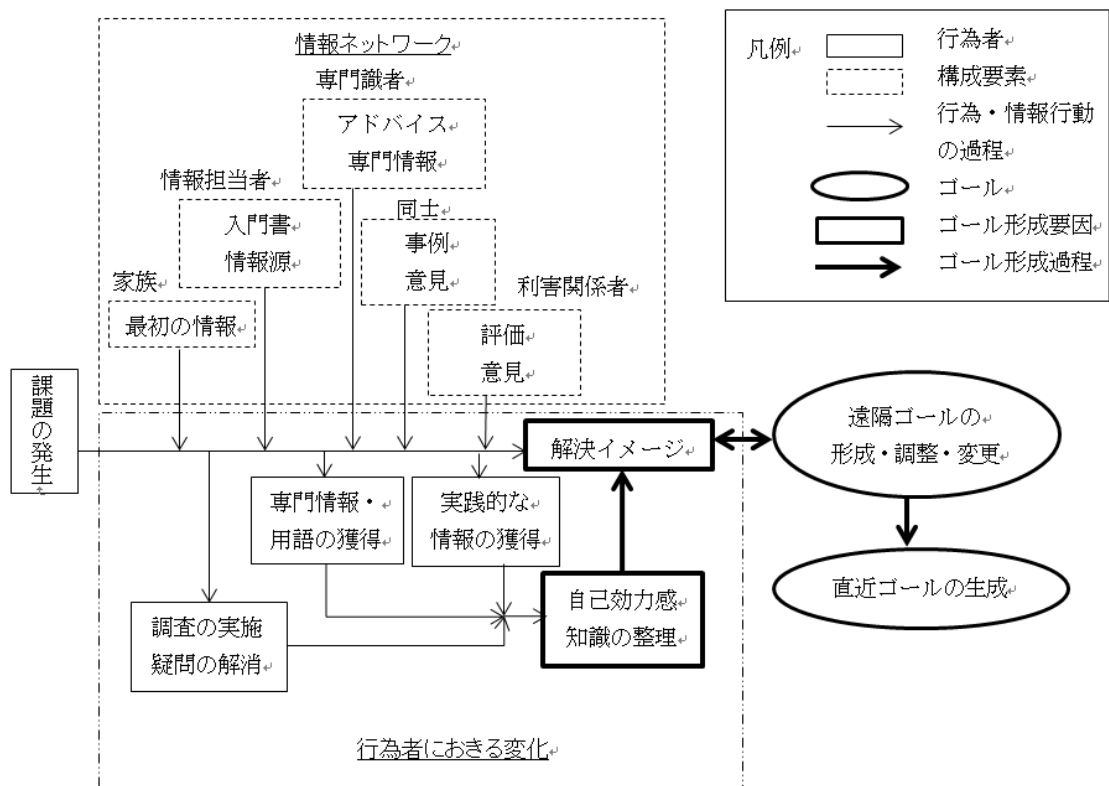 情報ネットワーク
専門識者
アドバイス
専門情報
情報担当者
入門書
情報源
同士
事例
意見
家族
最初の情報
利害関係者
評価
意見
凡例
行為者
構成要素
行為・情報行動
の過程
ゴール
ゴール形成要因
ゴール形成過程
課題の発生
解決イメージ
遠隔ゴールの
形成・調整・変更
専門情報・
用語の獲得
実践的な
情報の獲得
自己効力感
知識の整理
直近ゴールの生成
調査の実施
疑問の解消
行為者におきる変化